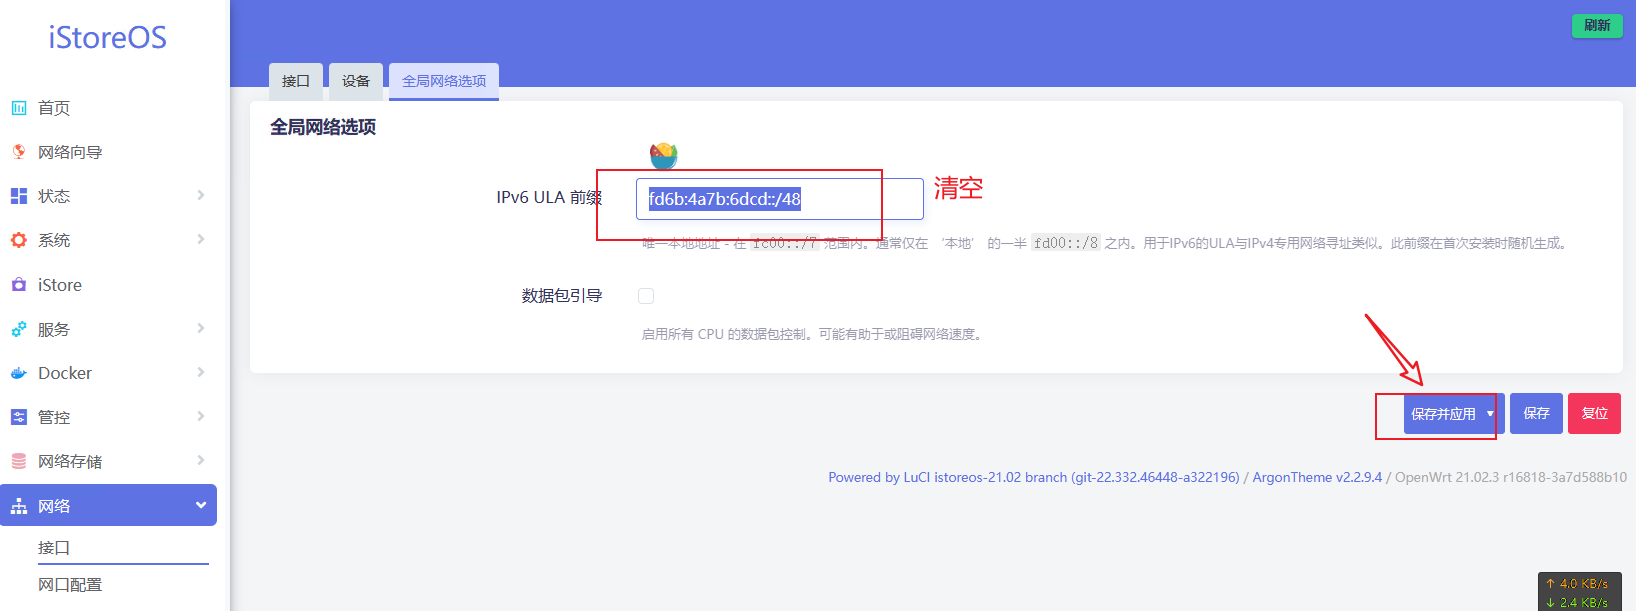 iStoreOS
刷新
接口
设备
全局网络选项
全局网络选项
IPv6 ULA 前缀
fd6b:4a7b:6dcd::/48
清空
唯一本地地址 - 在 fc00::/7 范围内。通常仅在 ‘本地’ 的一半 fd00::/8 之内。用于IPv6的ULA与IPv4专用网络寻址类似。此前缀在首次安装时随机生成。
数据包引导
启用所有 CPU 的数据包控制。可能有助于或阻碍网络速度。
保存并应用
保存
复位
Powered by LuCI istoreos-21.02 branch (git-22.332.46448-a322196) / ArgonTheme v2.2.9.4 / OpenWrt 21.02.3 r16818-3a7d588b10
首页
网络向导
状态
系统
iStore
服务
Docker
管控
网络存储
网络
接口
网口配置
↑ 4.0 KB/s
↓ 2.4 KB/s